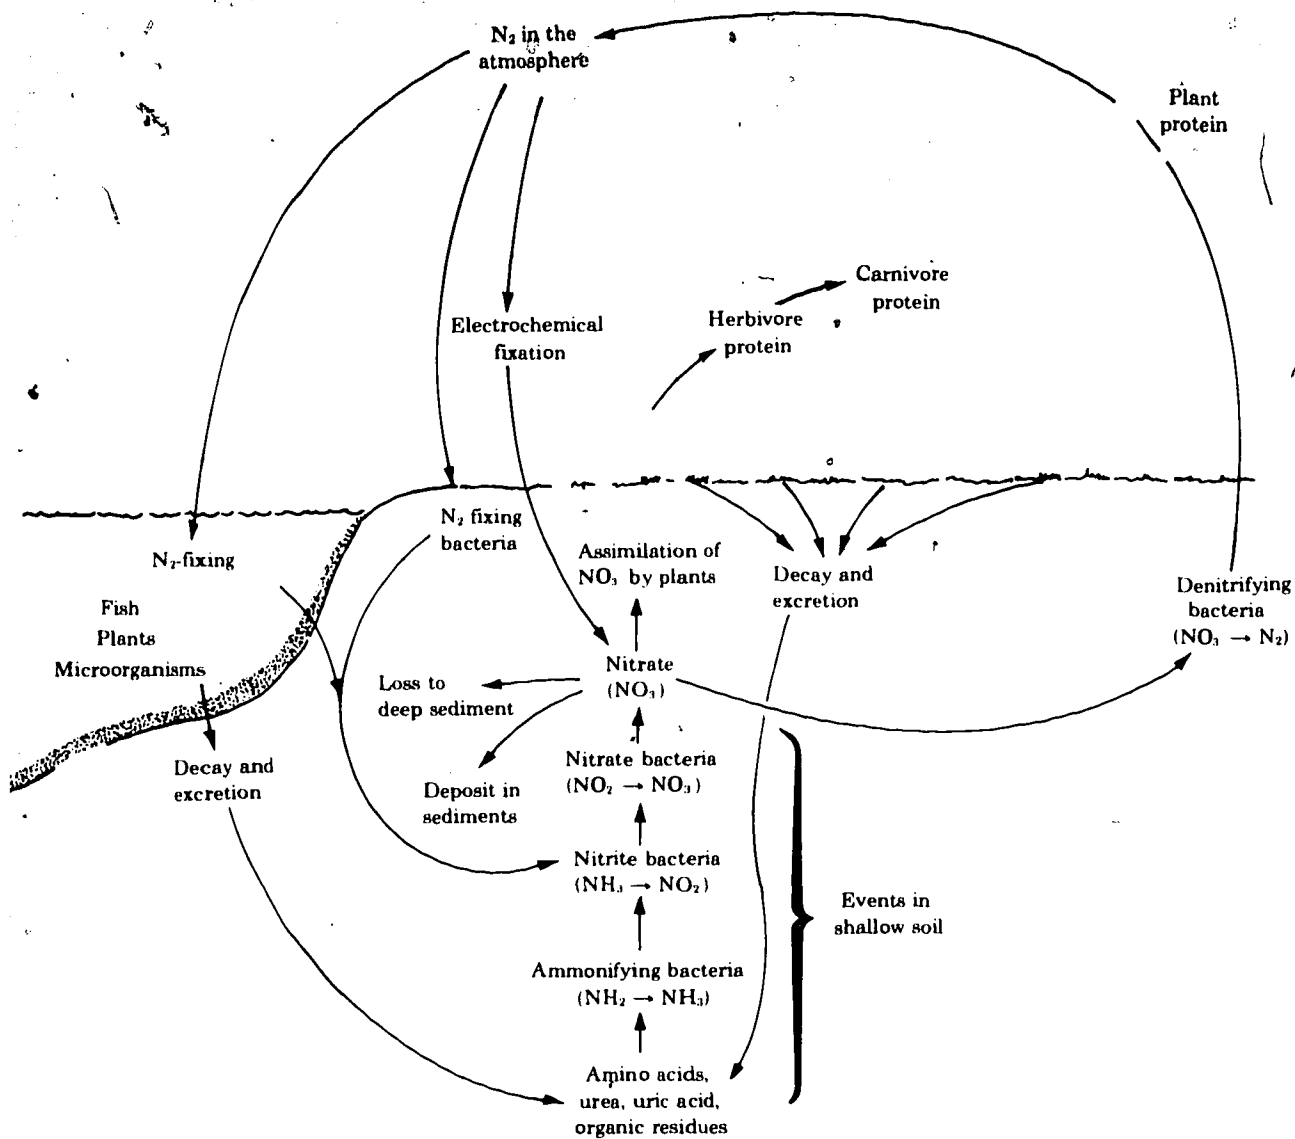 N₂ in the
atmosphere
Plant
protein
Carnivore
protein
Herbivore
protein
Electrochemical
fixation
N₂ fixing
bacteria
N₂-fixing
Fish
Plants
Microorganisms
Assimilation of
NO₃ by plants
Decay and
excretion
Denitrifying
bacteria
(NO₃ → N₂)
Nitrate
(NO₃)
Loss to
deep sediment
Deposit in
sediments
Decay and
excretion
Nitrate bacteria
(NO₂ → NO₃)
Nitrite bacteria
(NH₃ → NO₂)
Events in
shallow soil
Ammonifying bacteria
(NH₂ → NH₃)
Amino acids,
urea, uric acid,
organic residues